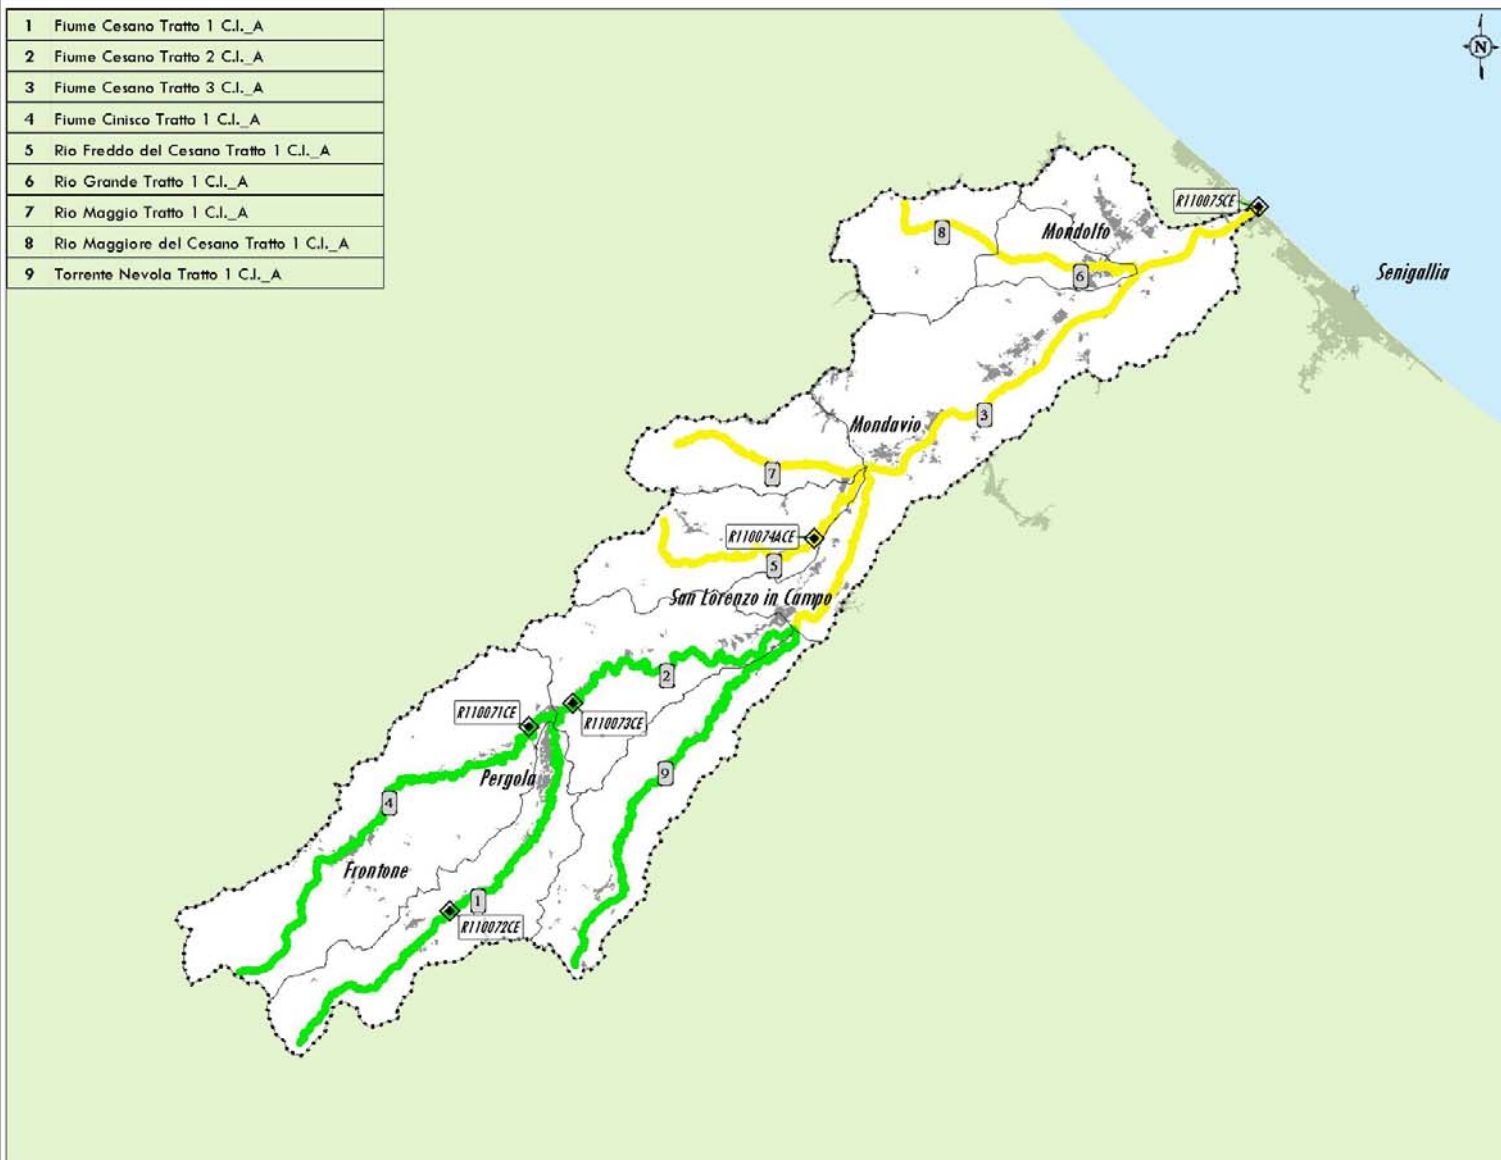 1 Fiume Cesano Tratto 1 C.I._A
2 Fiume Cesano Tratto 2 C.I._A
3 Fiume Cesano Tratto 3 C.I._A
4 Fiume Cinisco Tratto 1 C.I._A
5 Rio Freddo del Cesano Tratto 1 C.I._A
6 Rio Grande Tratto 1 C.I._A
7 Rio Maggio Tratto 1 C.I._A
8 Rio Maggiore del Cesano Tratto 1 C.I._A
9 Torrente Nevola Tratto 1 C.I._A
N
R110075CE
8
Mondolfo
6
Senigallia
3
Mondavio
7
R110074ACE
5
San Lorenzo in Campo
2
R110071CE
R110073CE
9
Pergola
4
Frontone
1
R110072CE